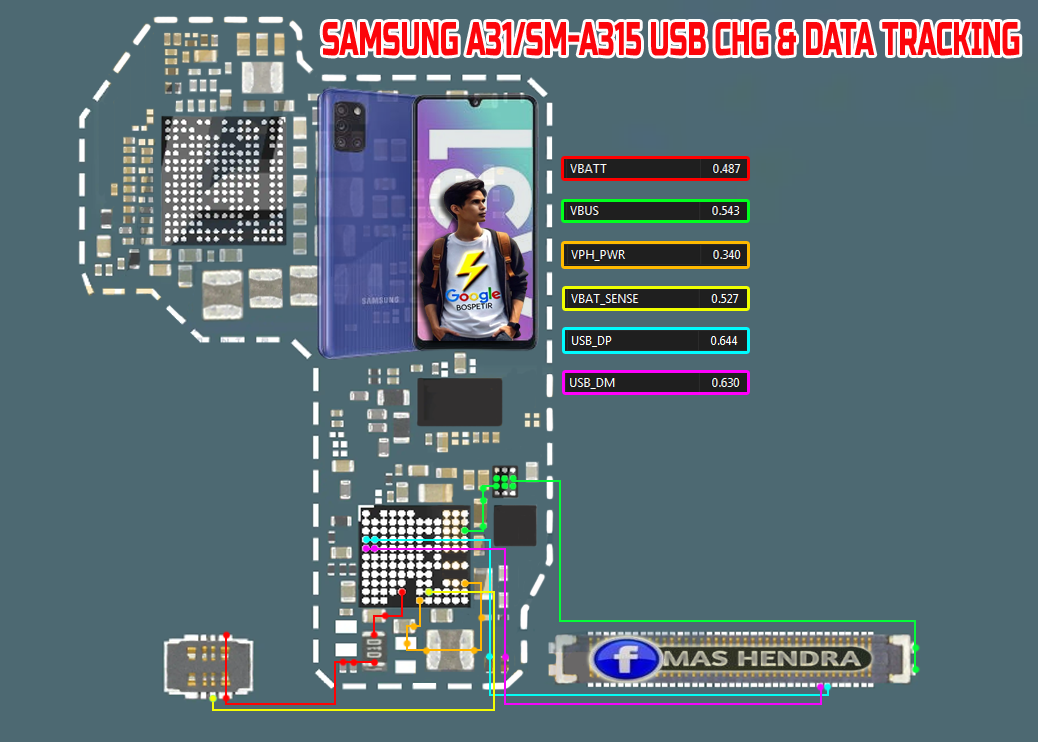 SAMSUNG A31/SM-A315 USB CHG & DATA TRACKING
VBATT 0.487
VBUS 0.543
VPH_PWR 0.340
VBAT_SENSE 0.527
USB_DP 0.644
USB_DM 0.630
SAMSUNG
Google
BOSPETIR
f MAS HENDRA